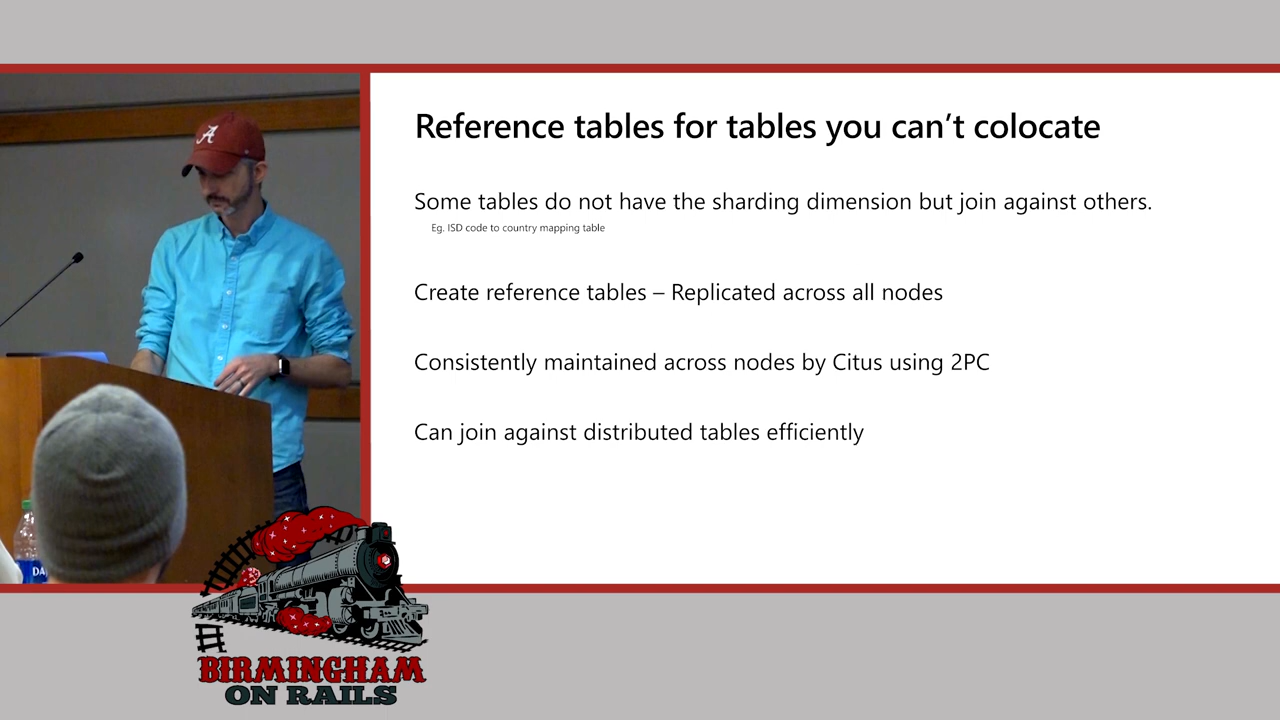 Reference tables for tables you can't colocate
Some tables do not have the sharding dimension but join against others.
Eg. ISD code to country mapping table
Create reference tables – Replicated across all nodes
Consistently maintained across nodes by Citus using 2PC
Can join against distributed tables efficiently
A
DA
BIRMINGHAM
ON RAILS